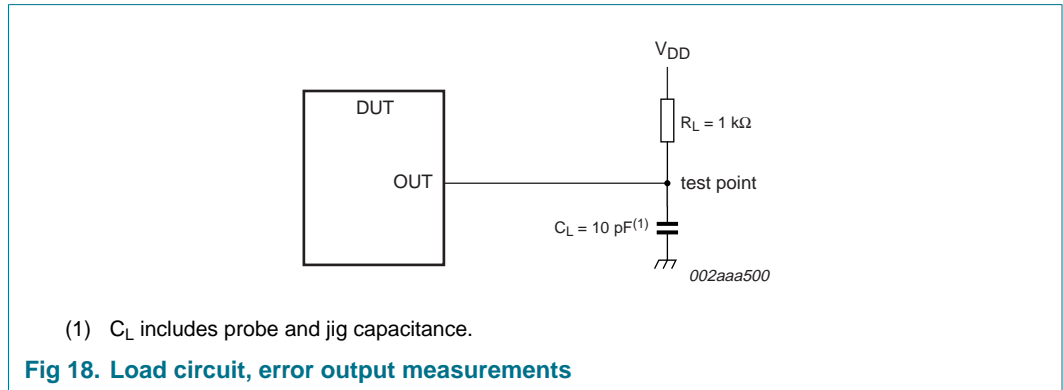 V_DD
DUT
R_L = 1 kΩ
OUT
test point
C_L = 10 pF(1)
002aaa500
(1) C_L includes probe and jig capacitance.
Fig 18. Load circuit, error output measurements